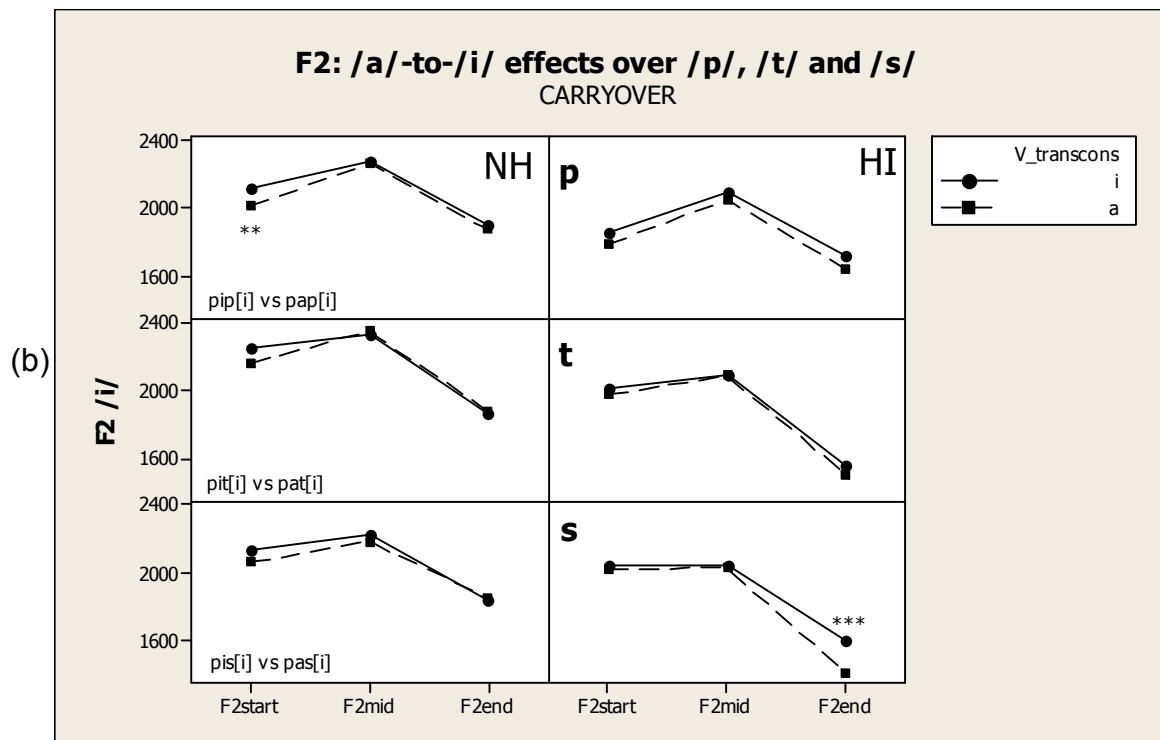 F2: /a/-to-/i/ effects over /p/, /t/ and /s/
CARRYOVER
(b)
F2 /i/
2400
2000
1600
NH
**
pip[i] vs pap[i]
p
HI
V_transcons
i
a
2400
2000
1600
pit[i] vs pat[i]
t
2400
2000
1600
pis[i] vs pas[i]
s
***
F2start F2mid F2end F2start F2mid F2end